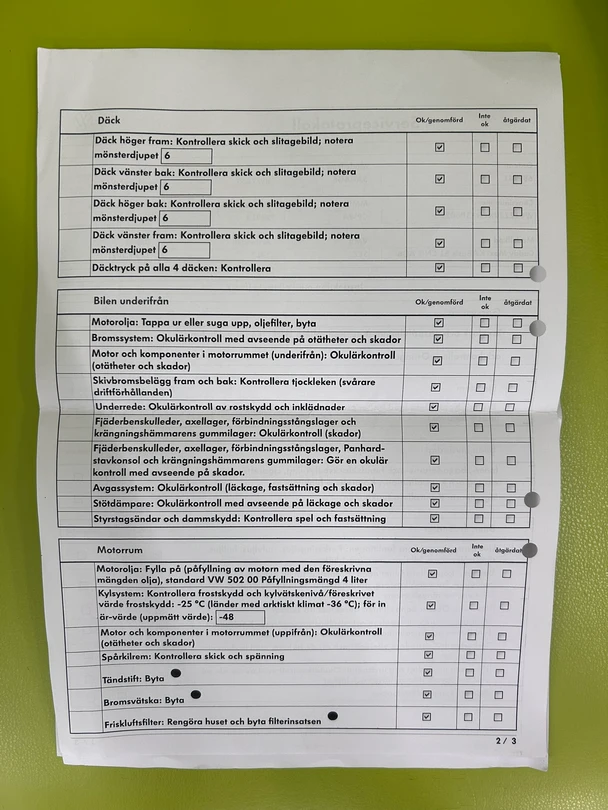 Däck Ok/genomförd Inte ok åtgärdat
Däck höger fram: Kontrollera skick och slitagebild; notera
mönsterdjupet 6
Däck vänster bak: Kontrollera skick och slitagebild; notera
mönsterdjupet 6
Däck höger bak: Kontrollera skick och slitagebild; notera
mönsterdjupet 6
Däck vänster fram: Kontrollera skick och slitagebild; notera
mönsterdjupet 6
Däcktryck på alla 4 däcken: Kontrollera
Bilen underifrån Ok/genomförd Inte ok åtgärdat
Motorolja: Tappa ur eller suga upp, oljefilter, byta
Bromssystem: Okulärkontroll med avseende på otätheter och skador
Motor och komponenter i motorrummet (underifrån): Okulärkontroll
(otätheter och skador)
Skivbromsbelägg fram och bak: Kontrollera tjockleken (svårare
driftförhållanden)
Underrede: Okulärkontroll av rostskydd och inklädnader
Fjäderbenskulleder, axellager, förbindningsstångslager och
krängningshämmarens gummilager: Okulärkontroll (skador)
Fjäderbenskulleder, axellager, förbindningsstångslager, Panhard-
stavkonsol och krängningshämmarens gummilager: Gör en okulär
kontroll med avseende på skador.
Avgassystem: Okulärkontroll (läckage, fastsättning och skador)
Stötdämpare: Okulärkontroll med avseende på läckage och skador
Styrstagsändar och dammskydd: Kontrollera spel och fastsättning
Motorrum Ok/genomförd Inte ok åtgärdat
Motorolja: Fylla på (påfyllning av motorn med den föreskrivna
mängden olja), standard VW 502 00 Påfyllningsmängd 4 liter
Kylsystem: Kontrollera frostskydd och kylvätskenivå/föreskrivet
värde frostskydd: -25 °C (länder med arktiskt klimat -36 °C); för in
är-värde (uppmätt värde): -48
Motor och komponenter i motorrummet (uppifrån): Okulärkontroll
(otätheter och skador)
Spårkilrem: Kontrollera skick och spänning
Tändstift: Byta
Bromsvätska: Byta
Friskluftsfilter: Rengöra huset och byta filterinsatsen
2 / 3